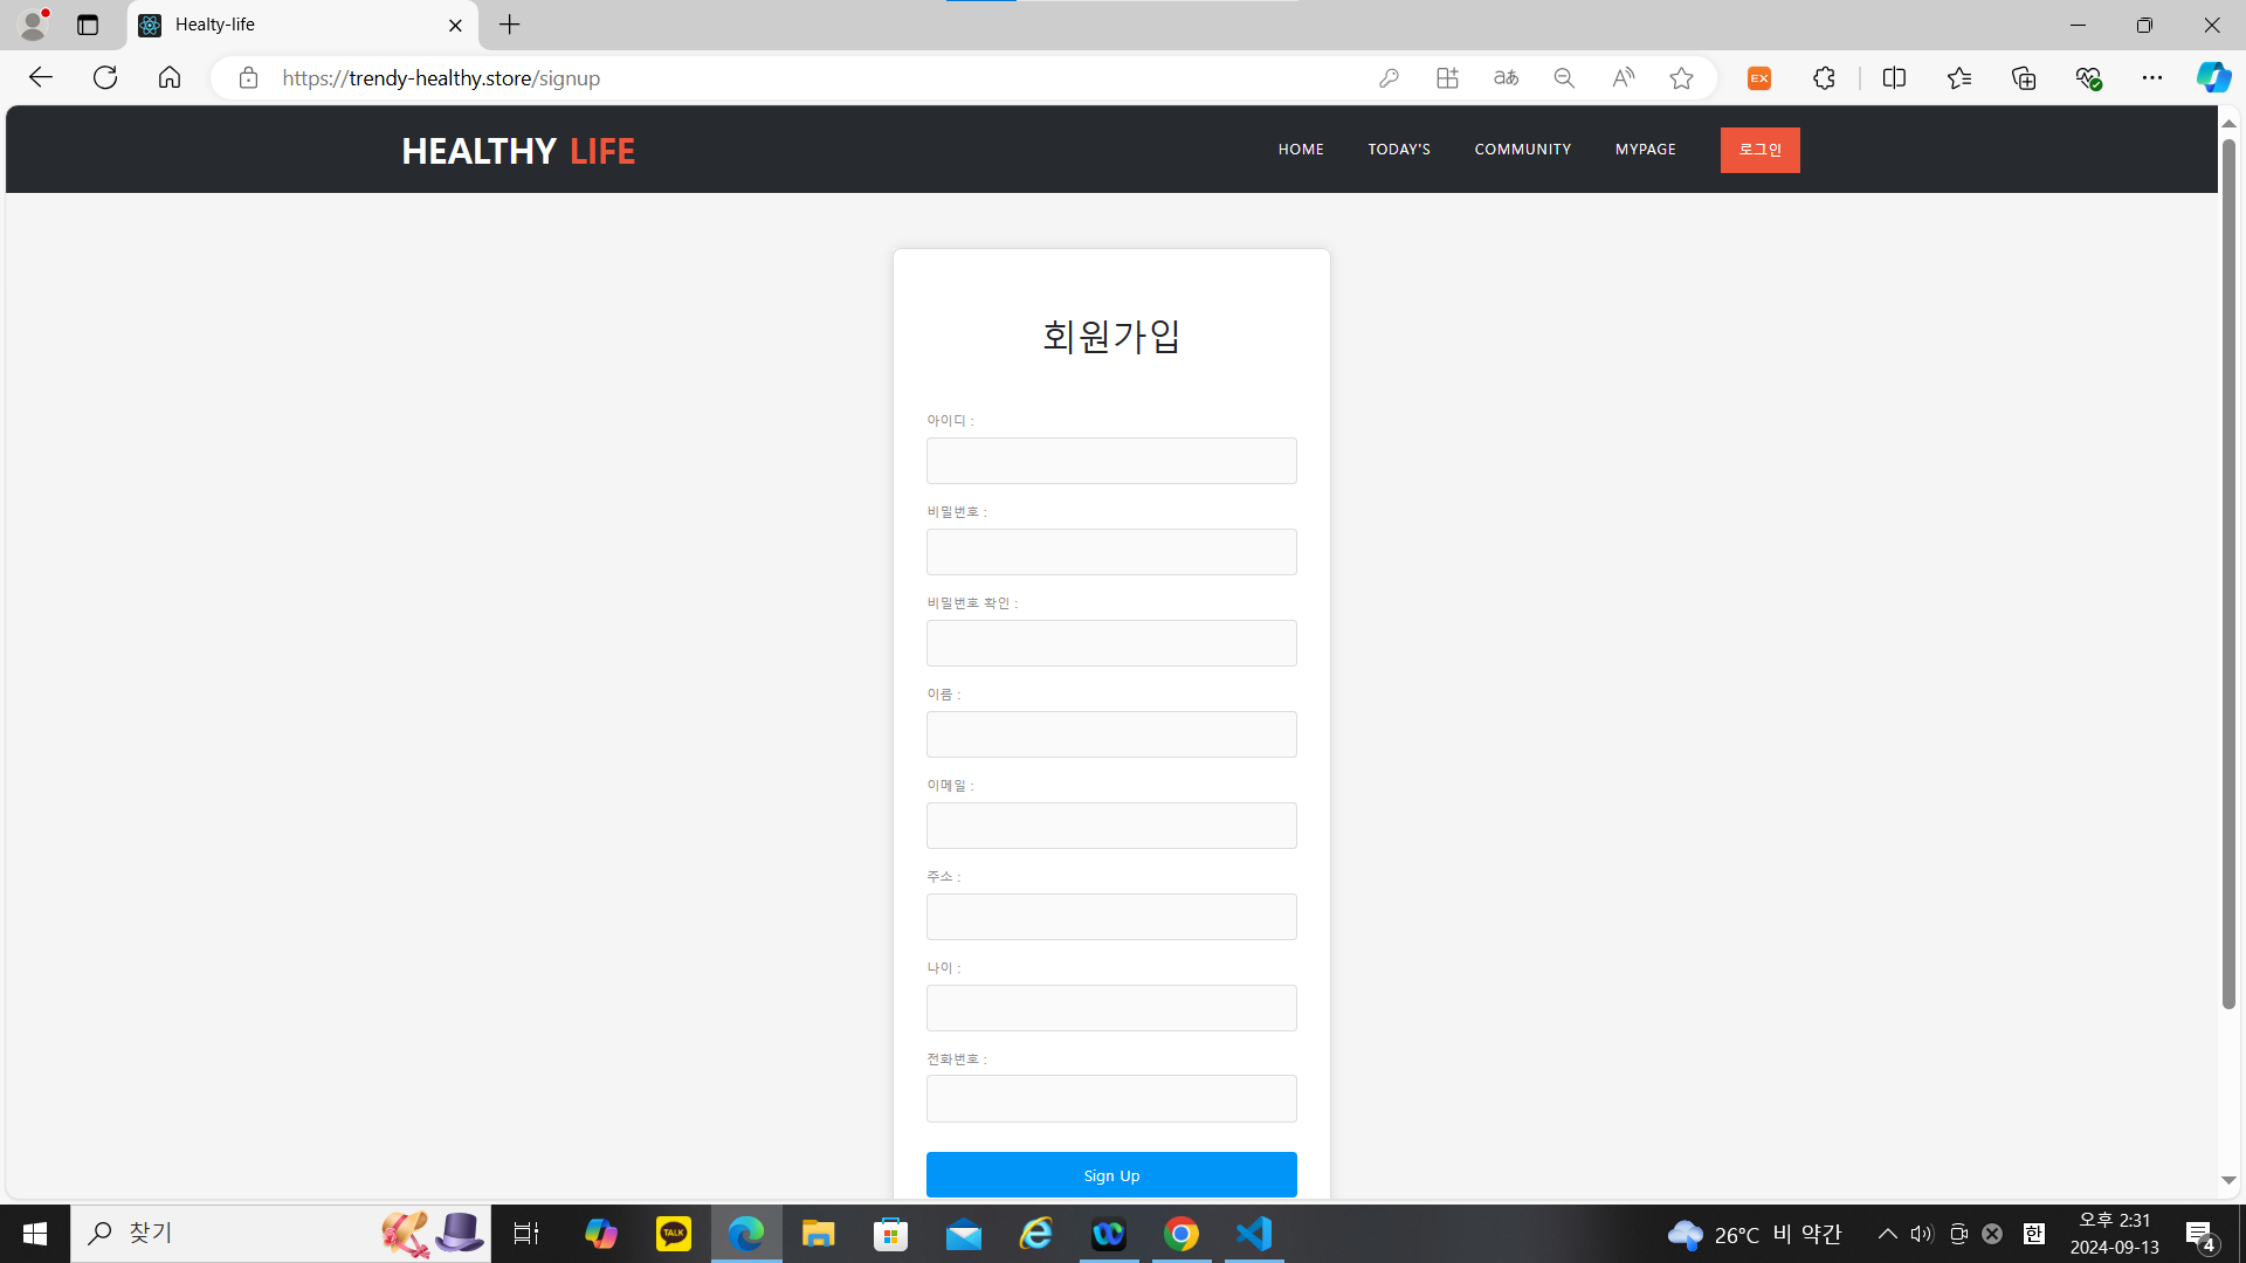 Healty-life
https://trendy-healthy.store/signup
HEALTHY LIFE
HOME TODAY'S COMMUNITY MYPAGE 로그인
회원가입
아이디 :
비밀번호 :
비밀번호 확인 :
이름 :
이메일 :
주소 :
나이 :
전화번호 :
Sign Up
찾기
TALK
26°C 비 약간
한
오후 2:31
2024-09-13
4
EX